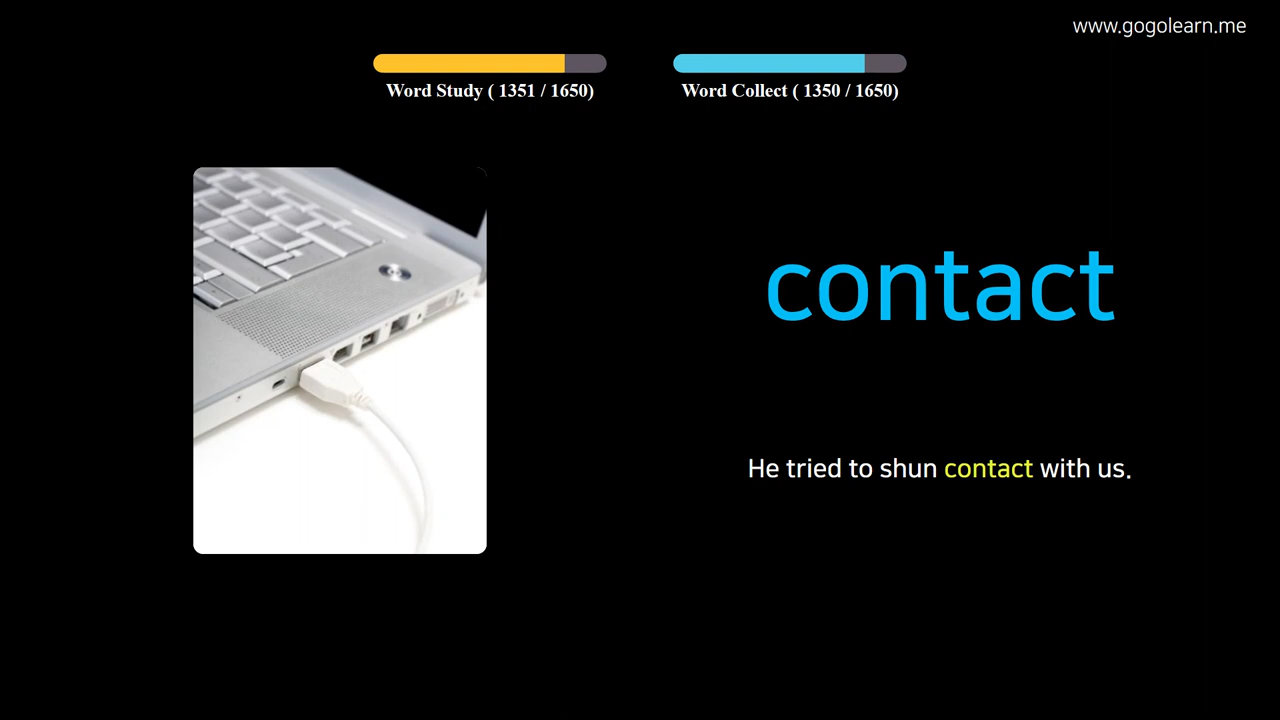 www.gogolearn.me
Word Study ( 1351 / 1650)
Word Collect ( 1350 / 1650)
contact
He tried to shun contact with us.